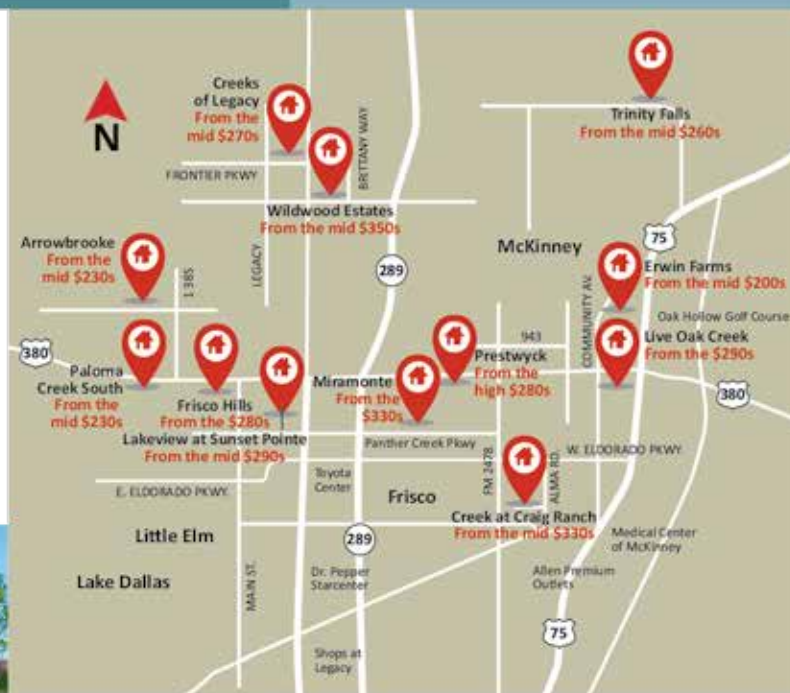 N
Creeks
of Legacy
From the
mid $270s
Trinity Falls
From the mid $260s
BRITTANY WAY
FRONTIER PKWY
Wildwood Estates
From the mid $350s
Arrowbrooke
From the
mid $230s
1 385
LEGACY
289
McKinney
75
Erwin Farms
From the mid $200s
COMMUNITY AV.
Oak Hollow Golf Course
380
Paloma
Creek South
From the
mid $230s
Frisco Hills
From the $280s
Lakeview at Sunset Pointe
From the mid $290s
Miramonte
From the
$330s
943
Prestwyck
From the
high $280s
Live Oak Creek
From the $290s
380
Panther Creek Pkwy
FM 2478
ALMA RD.
W. ELDORADO PKWY.
E. ELDORADO PKWY.
Toyota
Center
Frisco
Creek at Craig Ranch
From the mid $330s
Little Elm
Lake Dallas
MAIN ST.
289
Dr. Pepper
Starcenter
Medical Center
of McKinney
Allen Premium
Outlets
75
Shops at
Legacy